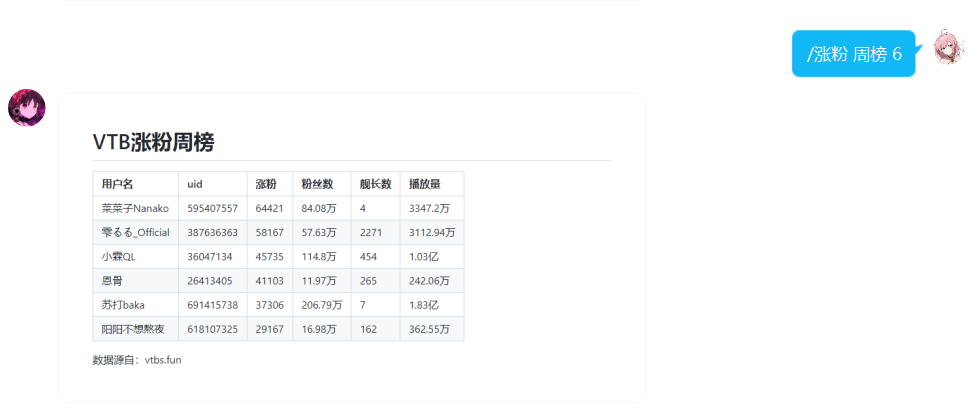 /涨粉 周榜 6
VTB涨粉周榜
用户名 uid 涨粉 粉丝数 舰长数 播放量
菜菜子Nanako 595407557 64421 84.08万 4 3347.2万
雫るる_Official 387636363 58167 57.63万 2271 3112.94万
小霖QL 36047134 45735 114.8万 454 1.03亿
恩骨 26413405 41103 11.97万 265 242.06万
苏打baka 691415738 37306 206.79万 7 1.83亿
阳阳不想熬夜 618107325 29167 16.98万 162 362.55万
数据源自：vtbs.fun